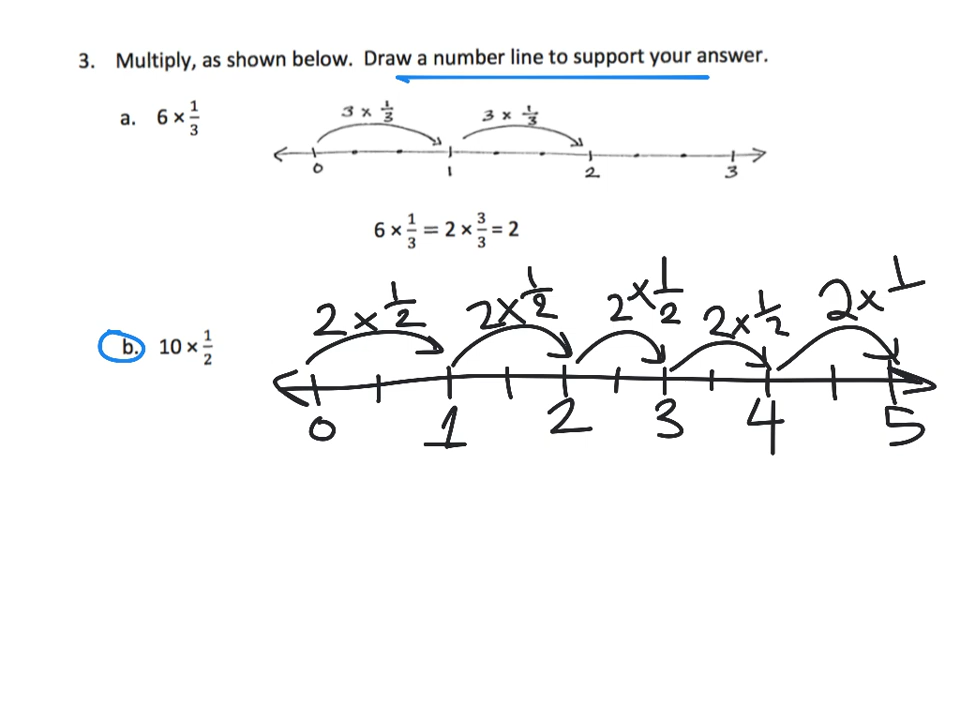 3. Multiply, as shown below. Draw a number line to support your answer.
a. 6 × 1/3
3 × 1/3 3 × 1/3
0 1 2 3
6 × 1/3 = 2 × 3/3 = 2
2 × 1/2 2 × 1/2 2 × 1/2 2 × 1/2 2 × 1
b. 10 × 1/2
0 1 2 3 4 5